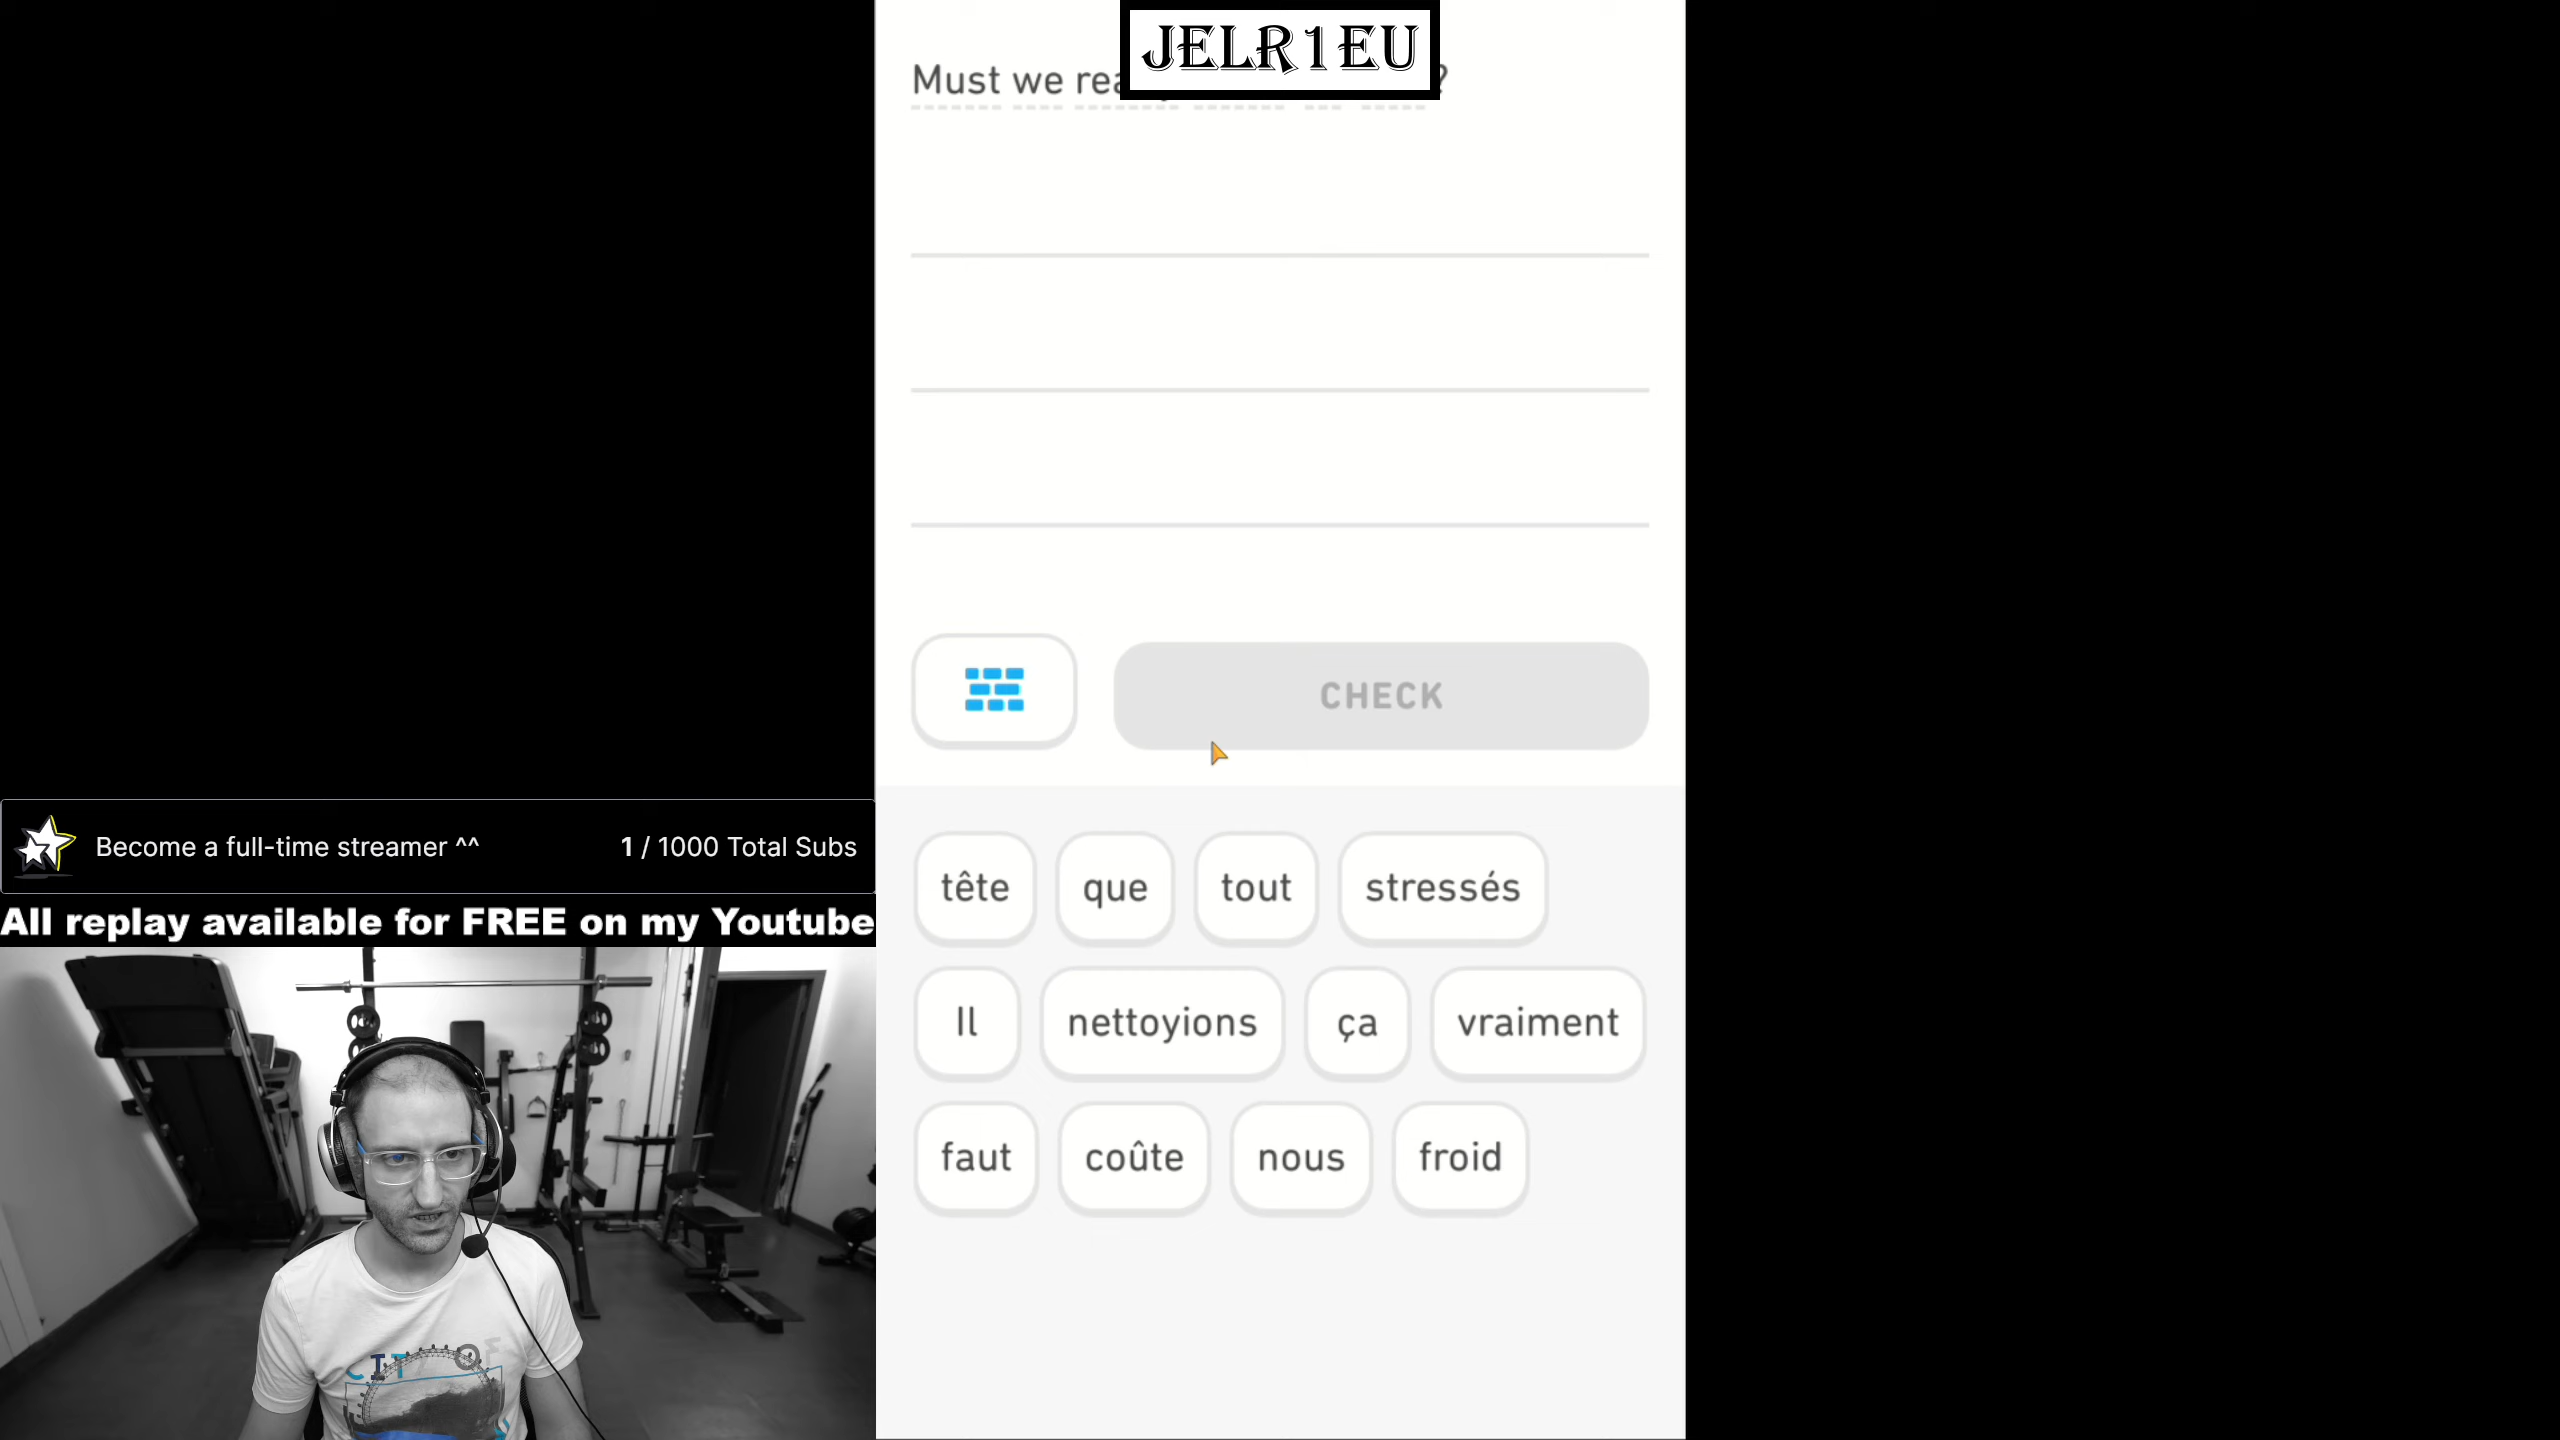 JELR1EU
Must we
?
CHECK
tête que tout stressés
Il nettoyions ça vraiment
faut coûte nous froid
Become a full-time streamer ^^ 1 / 1000 Total Subs
All replay available for FREE on my Youtube